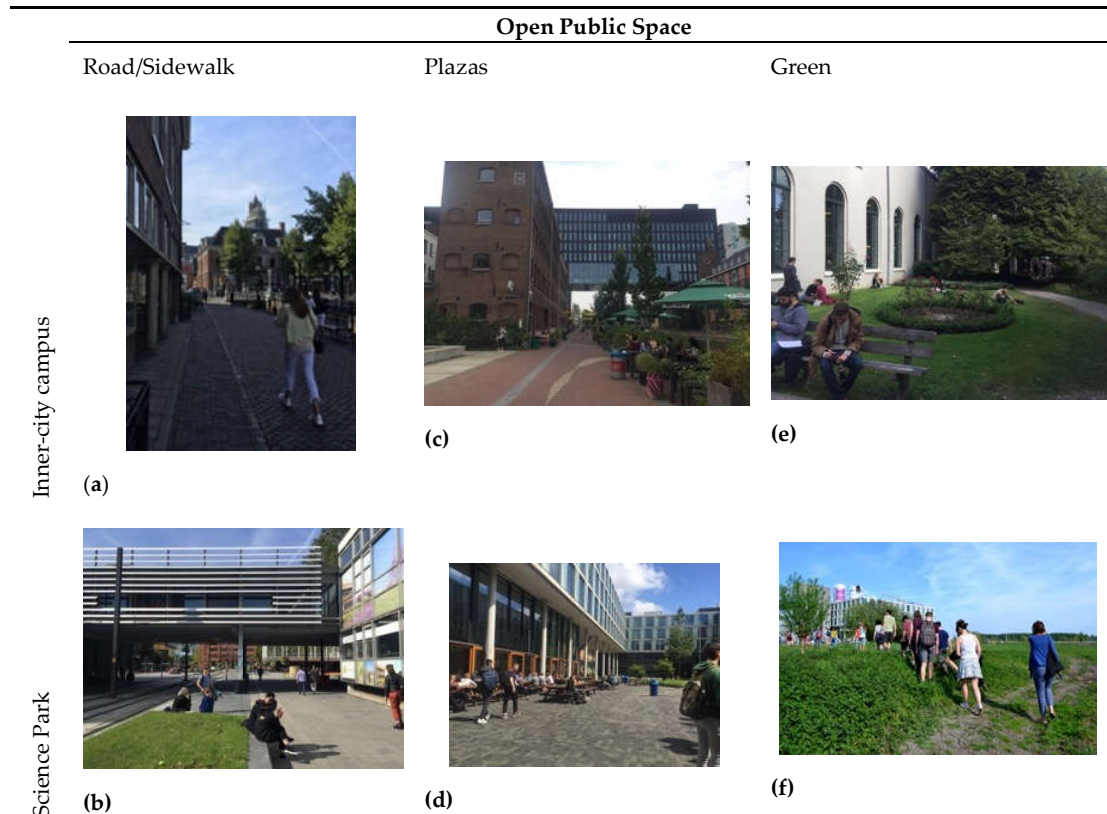 Open Public Space
Road/Sidewalk
Plazas
Green
Inner-city campus
(a)
(c)
(e)
Science Park
(b)
(d)
(f)